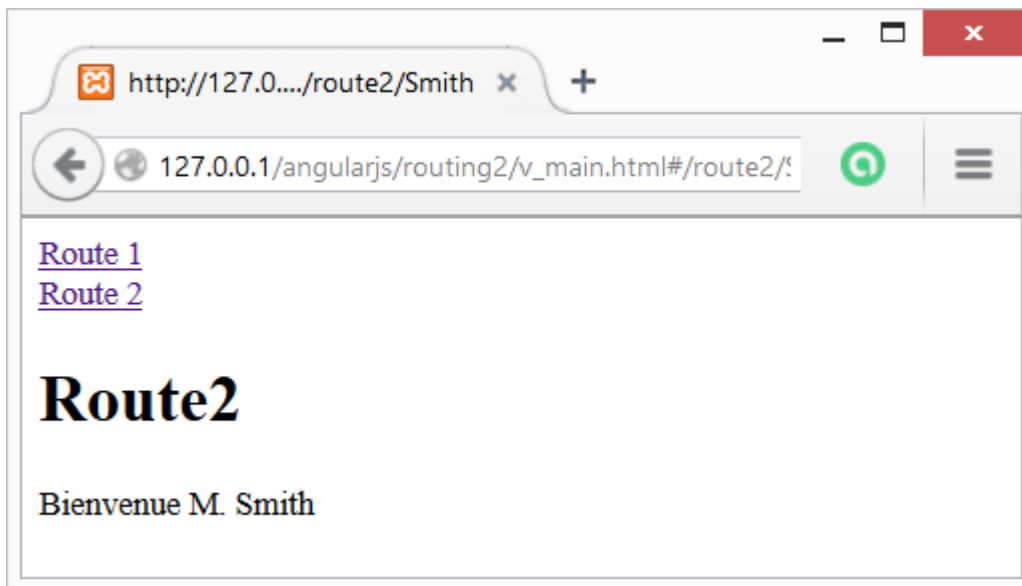 http://127.0..../route2/Smith
127.0.0.1/angularjs/routing2/v_main.html#/route2/
Route 1
Route 2
Route2
Bienvenue M. Smith